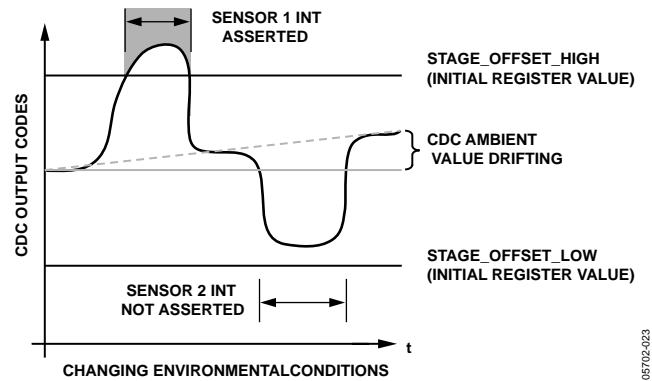 SENSOR 1 INT
ASSERTED
STAGE_OFFSET_HIGH
(INITIAL REGISTER VALUE)
CDC OUTPUT CODES
CDC AMBIENT
VALUE DRIFTING
STAGE_OFFSET_LOW
(INITIAL REGISTER VALUE)
SENSOR 2 INT
NOT ASSERTED
t
CHANGING ENVIRONMENTALCONDITIONS
05702-023